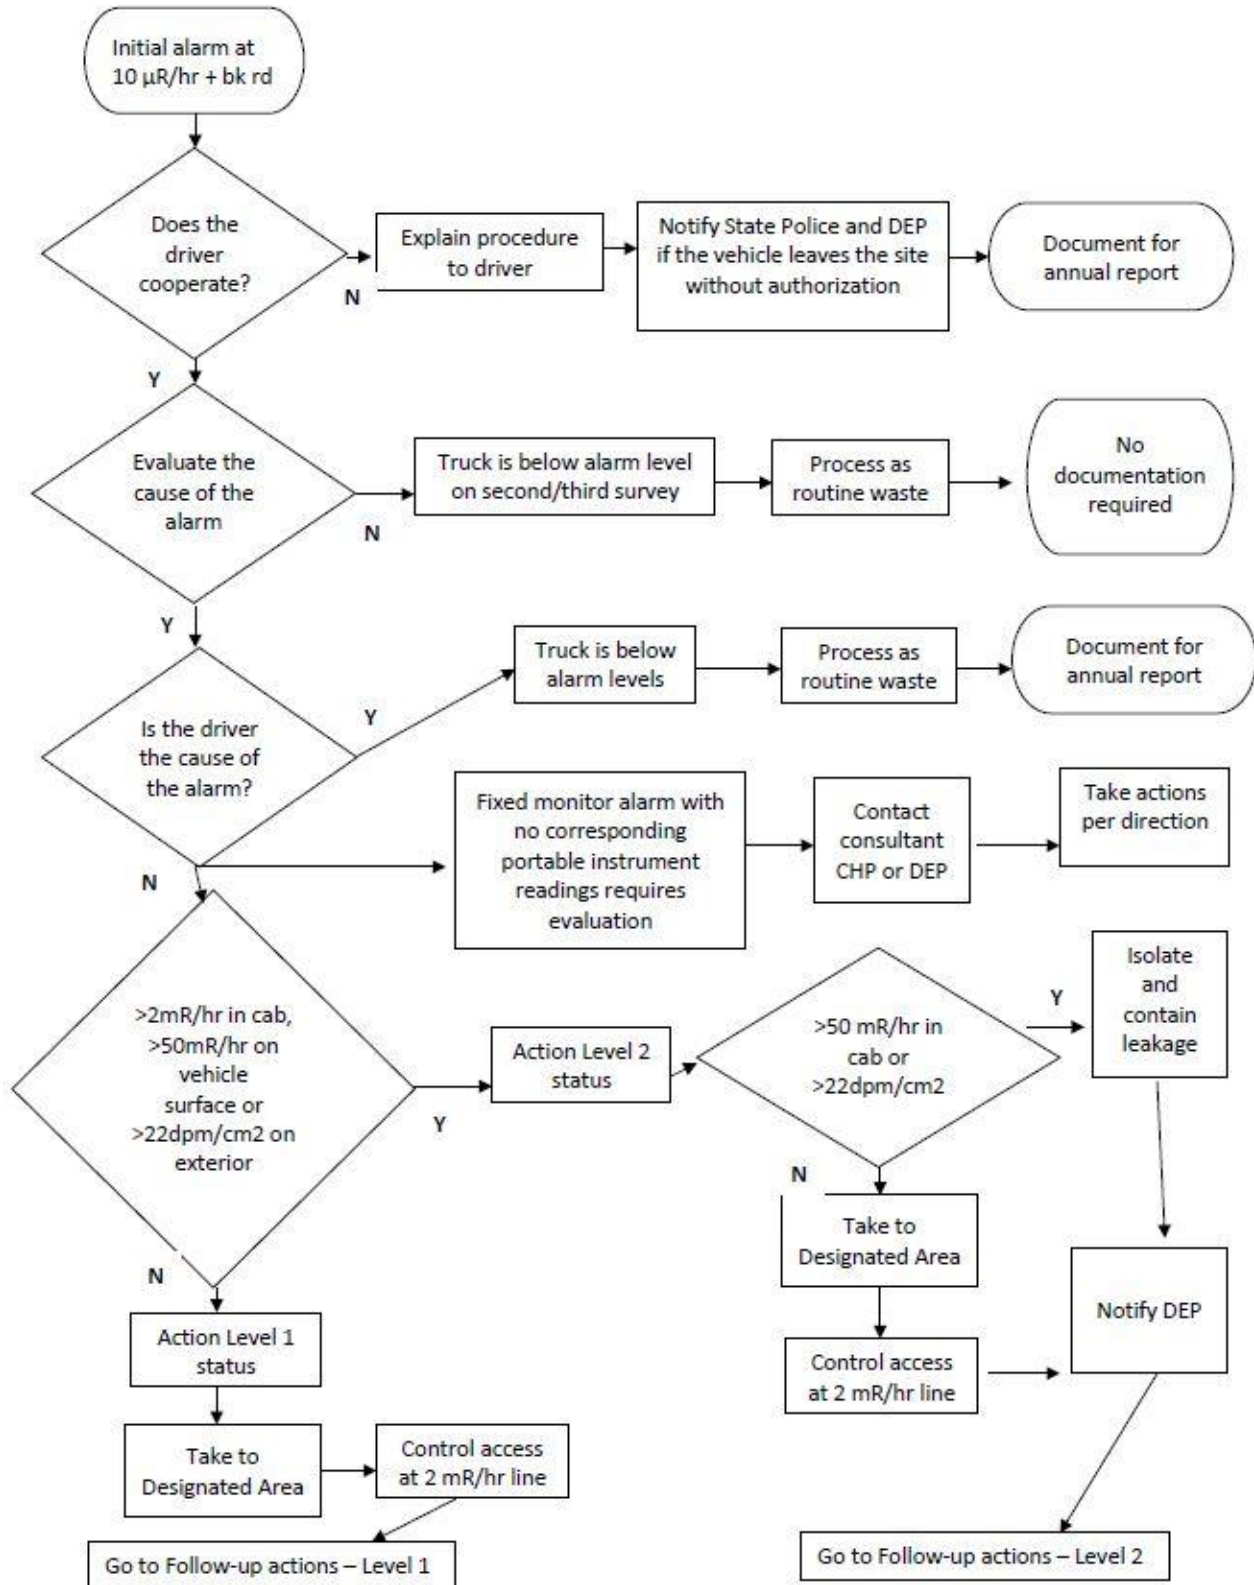 Initial alarm at
10 µR/hr + bk rd
Does the
driver
cooperate?
N
Explain procedure
to driver
Notify State Police and DEP
if the vehicle leaves the site
without authorization
Document for
annual report
Y
Evaluate the
cause of the
alarm
N
Truck is below alarm level
on second/third survey
Process as
routine waste
No
documentation
required
Y
Is the driver
the cause of
the alarm?
Y
Truck is below
alarm levels
Process as
routine waste
Document for
annual report
N
Fixed monitor alarm with
no corresponding
portable instrument
readings requires
evaluation
Contact
consultant
CHP or DEP
Take actions
per direction
>2mR/hr in cab,
>50mR/hr on
vehicle
surface or
>22dpm/cm2 on
exterior
Y
Action Level 2
status
>50 mR/hr in
cab or
>22dpm/cm2
Y
Isolate
and
contain
leakage
N
Take to
Designated Area
Control access
at 2 mR/hr line
Notify DEP
N
Action Level 1
status
Take to
Designated Area
Control access
at 2 mR/hr line
Go to Follow-up actions – Level 1
Go to Follow-up actions – Level 2